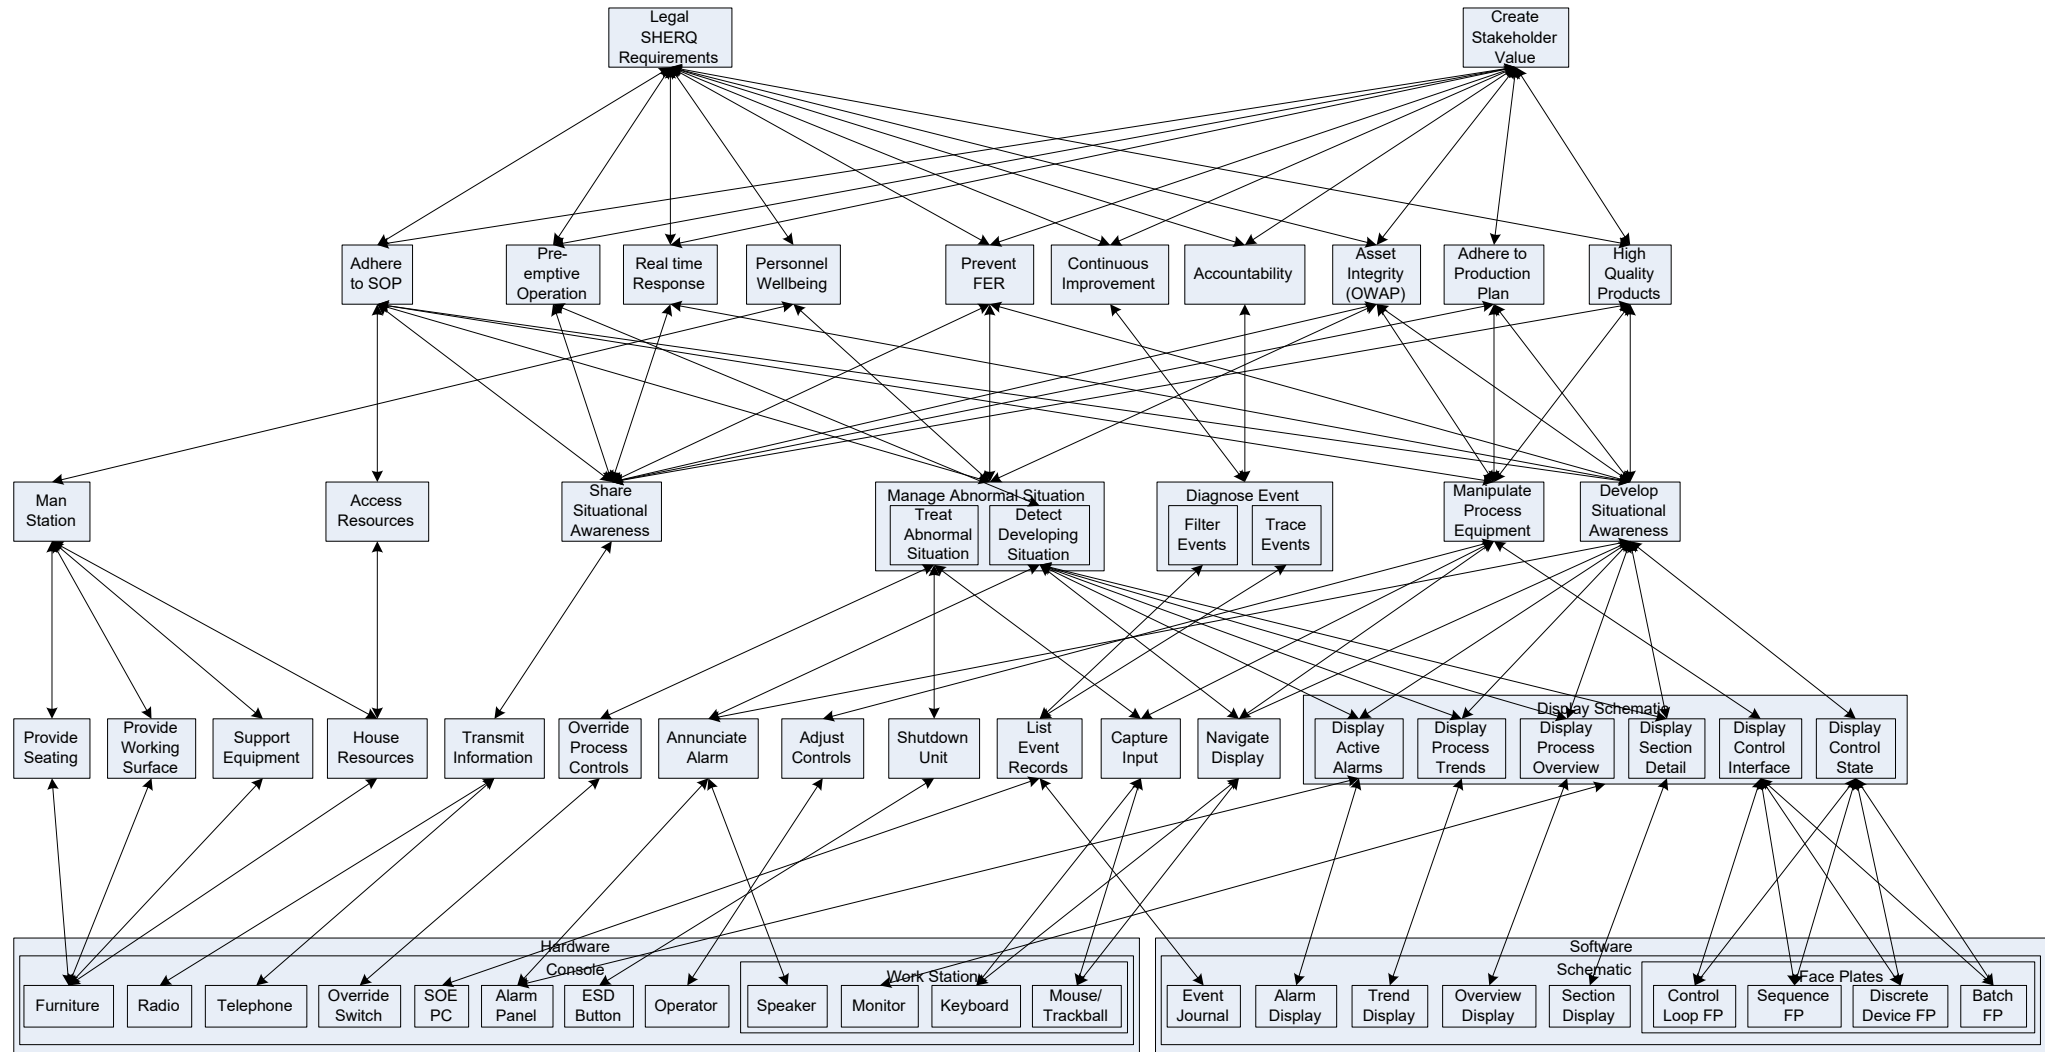 Legal
SHERQ
Requirements
Create
Stakeholder
Value
Adhere
to SOP
Pre-
emptive
Operation
Real time
Response
Personnel
Wellbeing
Prevent
FER
Continuous
Improvement
Accountability
Asset
Integrity
(OWAP)
Adhere to
Production
Plan
High
Quality
Products
Man
Station
Access
Resources
Share
Situational
Awareness
Manage Abnormal Situation
Treat
Abnormal
Situation
Detect
Developing
Situation
Diagnose Event
Filter
Events
Trace
Events
Manipulate
Process
Equipment
Develop
Situational
Awareness
Provide
Seating
Provide
Working
Surface
Support
Equipment
House
Resources
Transmit
Information
Override
Process
Controls
Annunciate
Alarm
Adjust
Controls
Shutdown
Unit
List
Event
Records
Capture
Input
Navigate
Display
Display Schematic
Display
Active
Alarms
Display
Process
Trends
Display
Process
Overview
Display
Section
Detail
Display
Control
Interface
Display
Control
State
Hardware
Console
Furniture
Radio
Telephone
Override
Switch
SOE
PC
Alarm
Panel
ESD
Button
Operator
Work Station
Speaker
Monitor
Keyboard
Mouse/
Trackball
Software
Schematic
Event
Journal
Alarm
Display
Trend
Display
Overview
Display
Section
Display
Face Plates
Control
Loop FP
Sequence
FP
Discrete
Device FP
Batch
FP